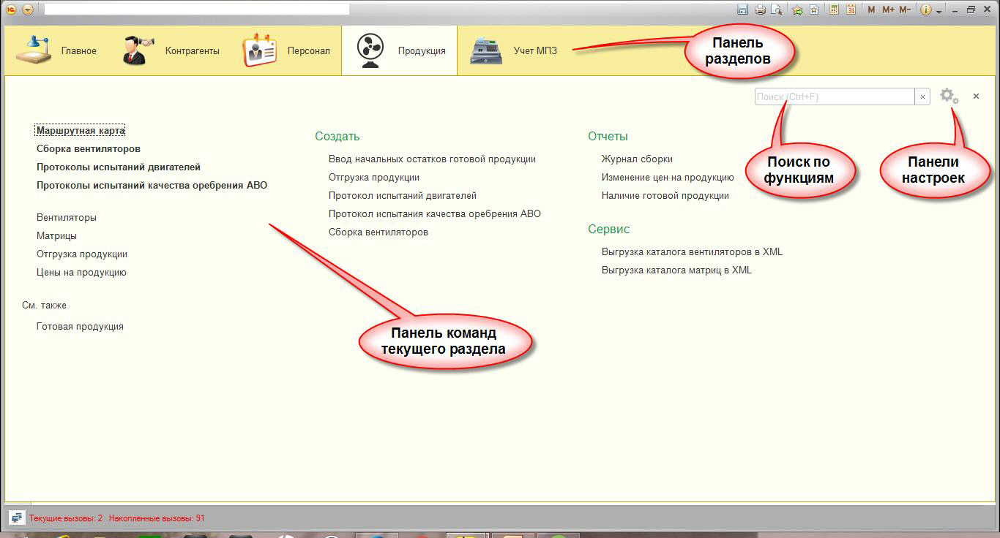 M M+ M-
Главное Контрагенты Персонал Продукция Учет МПЗ
Панель
разделов
Поиск (Ctrl+F)
Маршрутная карта
Сборка вентиляторов
Протоколы испытаний двигателей
Протоколы испытаний качества оребрения АВО
Вентиляторы
Матрицы
Отгрузка продукции
Цены на продукцию
См. также
Готовая продукция
Создать
Ввод начальных остатков готовой продукции
Отгрузка продукции
Протокол испытаний двигателей
Протокол испытания качества оребрения АВО
Сборка вентиляторов
Отчеты
Журнал сборки
Изменение цен на продукцию
Наличие готовой продукции
Сервис
Выгрузка каталога вентиляторов в XML
Выгрузка каталога матриц в XML
Поиск по
функциям
Панели
настроек
Панель команд
текущего раздела
Текущие вызовы: 2 Накопленные вызовы: 91